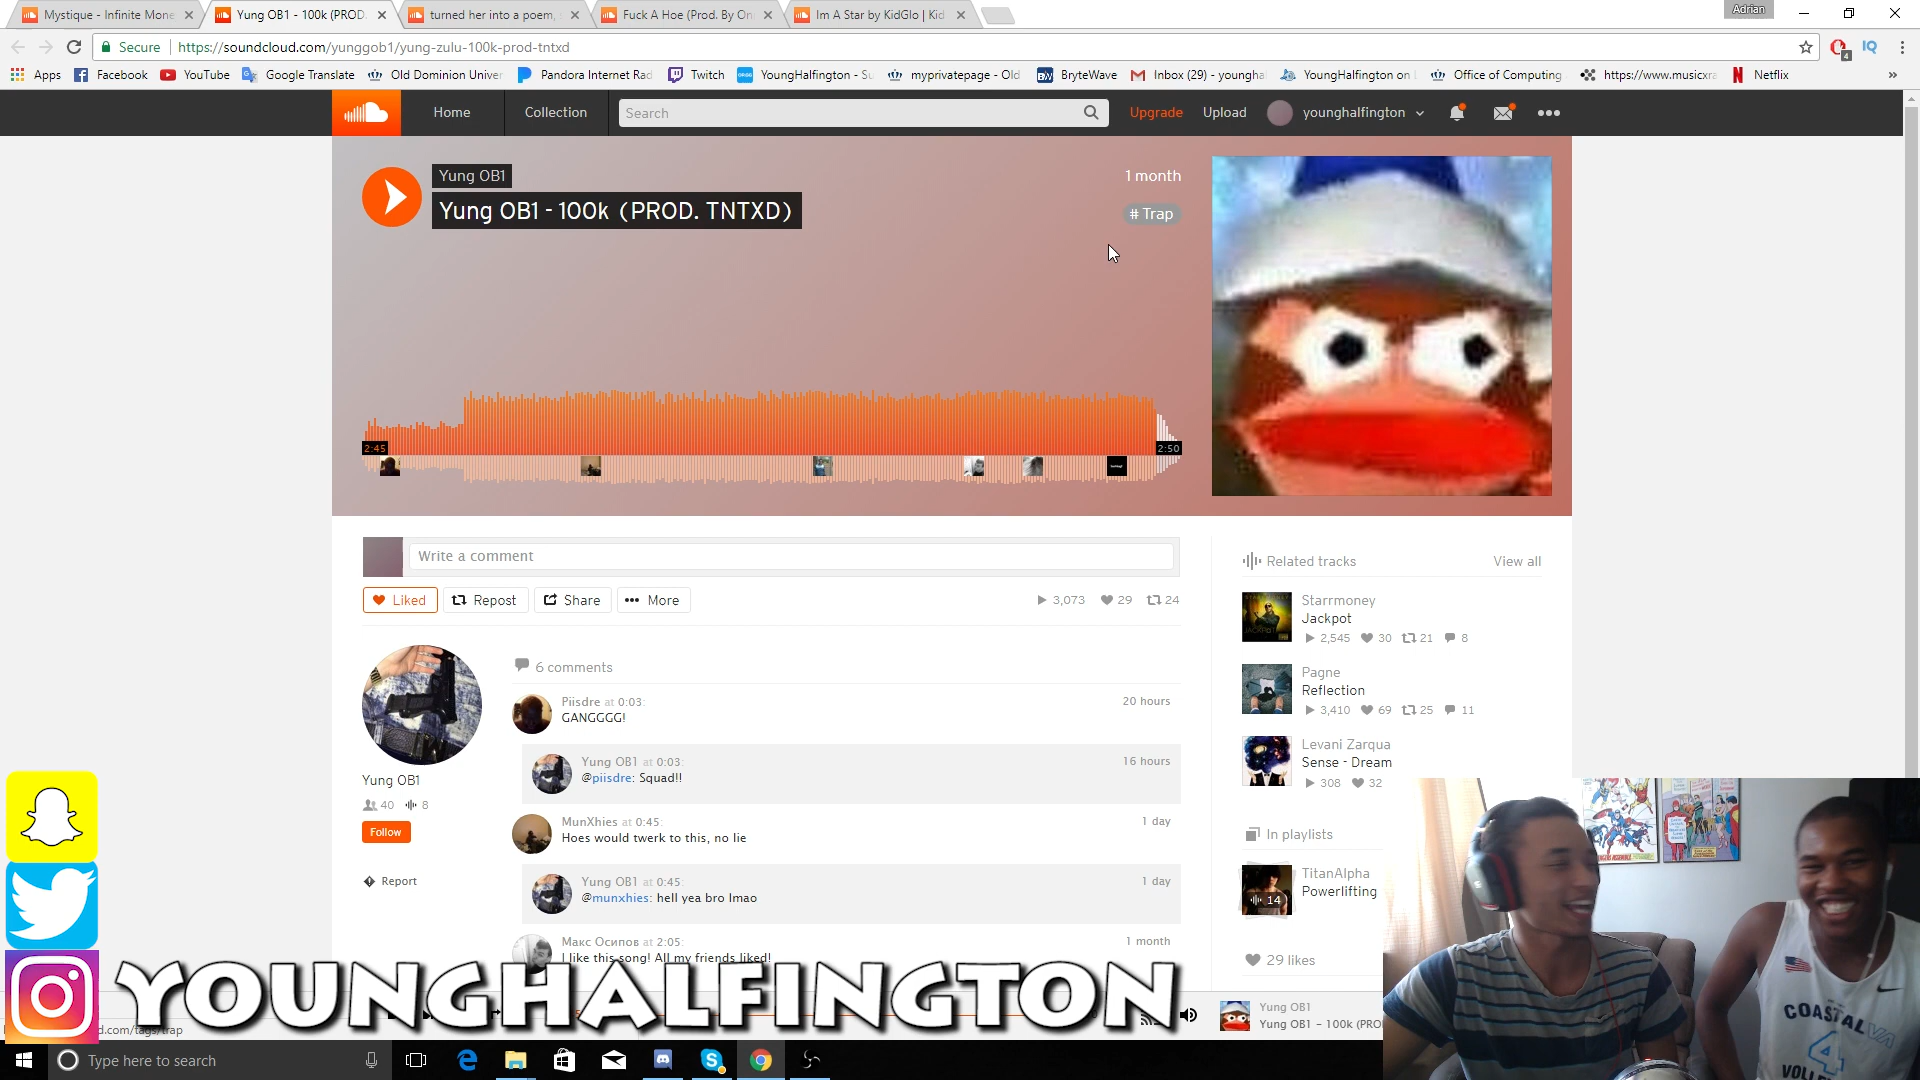 Mystique - Infinite Mone
Yung OB1 - 100k (PROD.
turned her into a poem,
Fuck A Hoe (Prod. By On
Im A Star by KidGlo | Kid
Adrian
Secure
https://soundcloud.com/yunggob1/yung-zulu-100k-prod-tntxd
Apps
Facebook
YouTube
Google Translate
Old Dominion Univer
Pandora Internet Rad
Twitch
YoungHalfington - Su
myprivatepage - Old
BryteWave
Inbox (29) - youngha
YoungHalfington on
Office of Computing
https://www.musicxra
Netflix
Home
Collection
Search
Upgrade
Upload
younghalfington
Yung OB1
Yung OB1 - 100k (PROD. TNTXD)
1 month
# Trap
2:45
2:50
Write a comment
Liked
Repost
Share
More
3,073
29
24
Related tracks
View all
Starrmoney
Jackpot
2,545 30 21 8
Pagne
Reflection
3,410 69 25 11
Levani Zarqua
Sense - Dream
308 32
In playlists
TitanAlpha
Powerlifting
14
29 likes
Yung OB1
40 8
Follow
Report
6 comments
Piisdre at 0:03:
20 hours
GANGGGG!
Yung OB1 at 0:03:
16 hours
@piisdre: Squad!!
MunXhies at 0:45:
1 day
Hoes would twerk to this, no lie
Yung OB1 at 0:45:
1 day
@munxhies: hell yea bro lmao
Макс Осипов at 2:05:
1 month
I like this song! All my friends liked!
YOUNGHALFINGTON
Yung OB1
Yung OB1 - 100k (PRO
d.com/tags/trap
Type here to search
COASTAL VA
4
VOLL